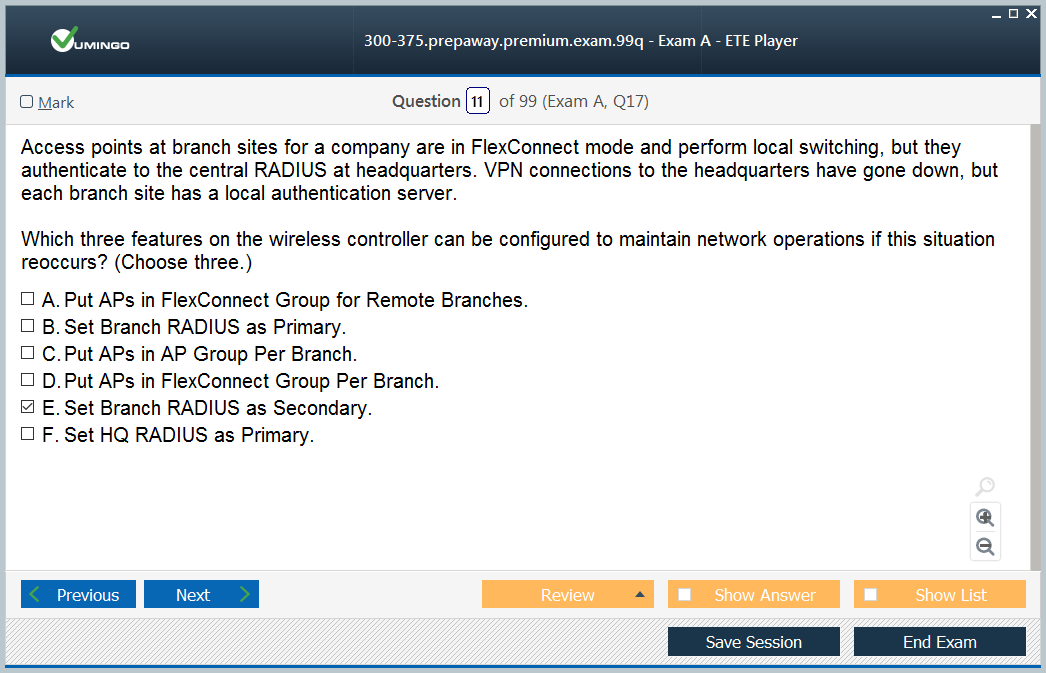 VUMINGO
300-375.prepaway.premium.exam.99q - Exam A - ETE Player
Mark
Question 11 of 99 (Exam A, Q17)
Access points at branch sites for a company are in FlexConnect mode and perform local switching, but they
authenticate to the central RADIUS at headquarters. VPN connections to the headquarters have gone down, but
each branch site has a local authentication server.
Which three features on the wireless controller can be configured to maintain network operations if this situation
reoccurs? (Choose three.)
A. Put APs in FlexConnect Group for Remote Branches.
B. Set Branch RADIUS as Primary.
C. Put APs in AP Group Per Branch.
D. Put APs in FlexConnect Group Per Branch.
E. Set Branch RADIUS as Secondary.
F. Set HQ RADIUS as Primary.
Previous
Next
Review
Show Answer
Show List
Save Session
End Exam